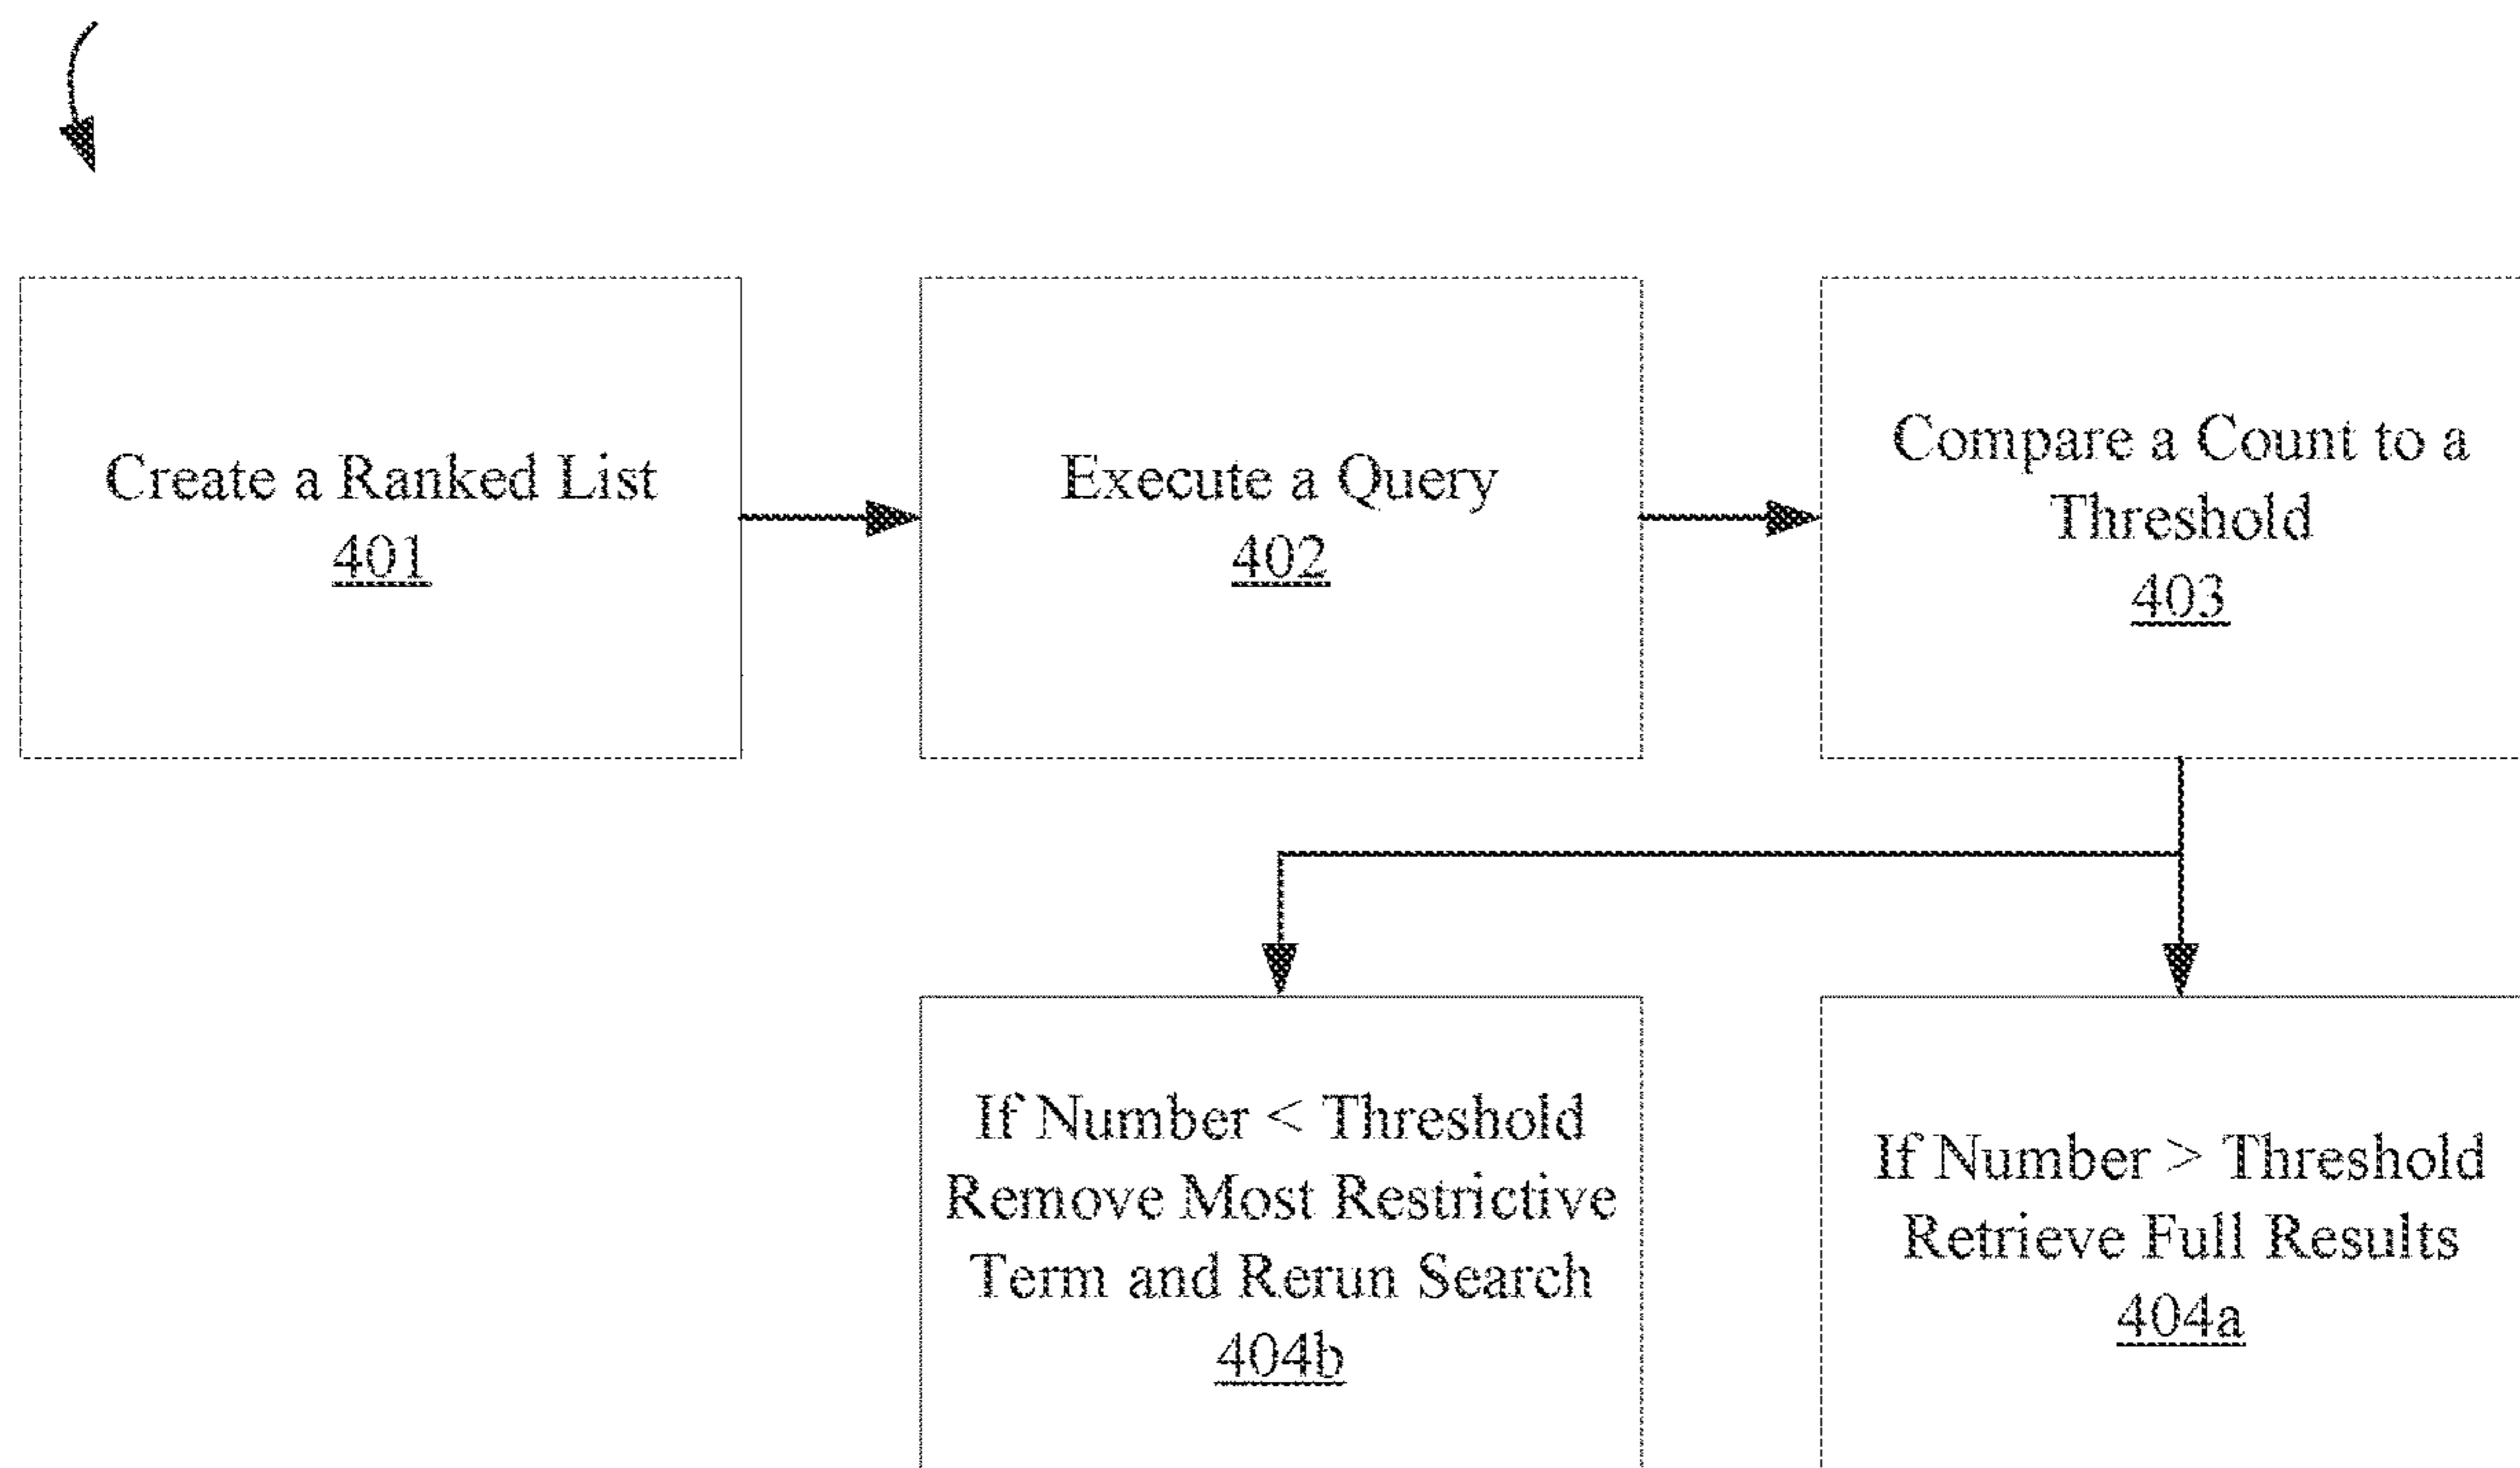 Create a Ranked List
401
Execute a Query
402
Compare a Count to a
Threshold
403
If Number < Threshold
Remove Most Restrictive
Term and Rerun Search
404b
If Number > Threshold
Retrieve Full Results
404a